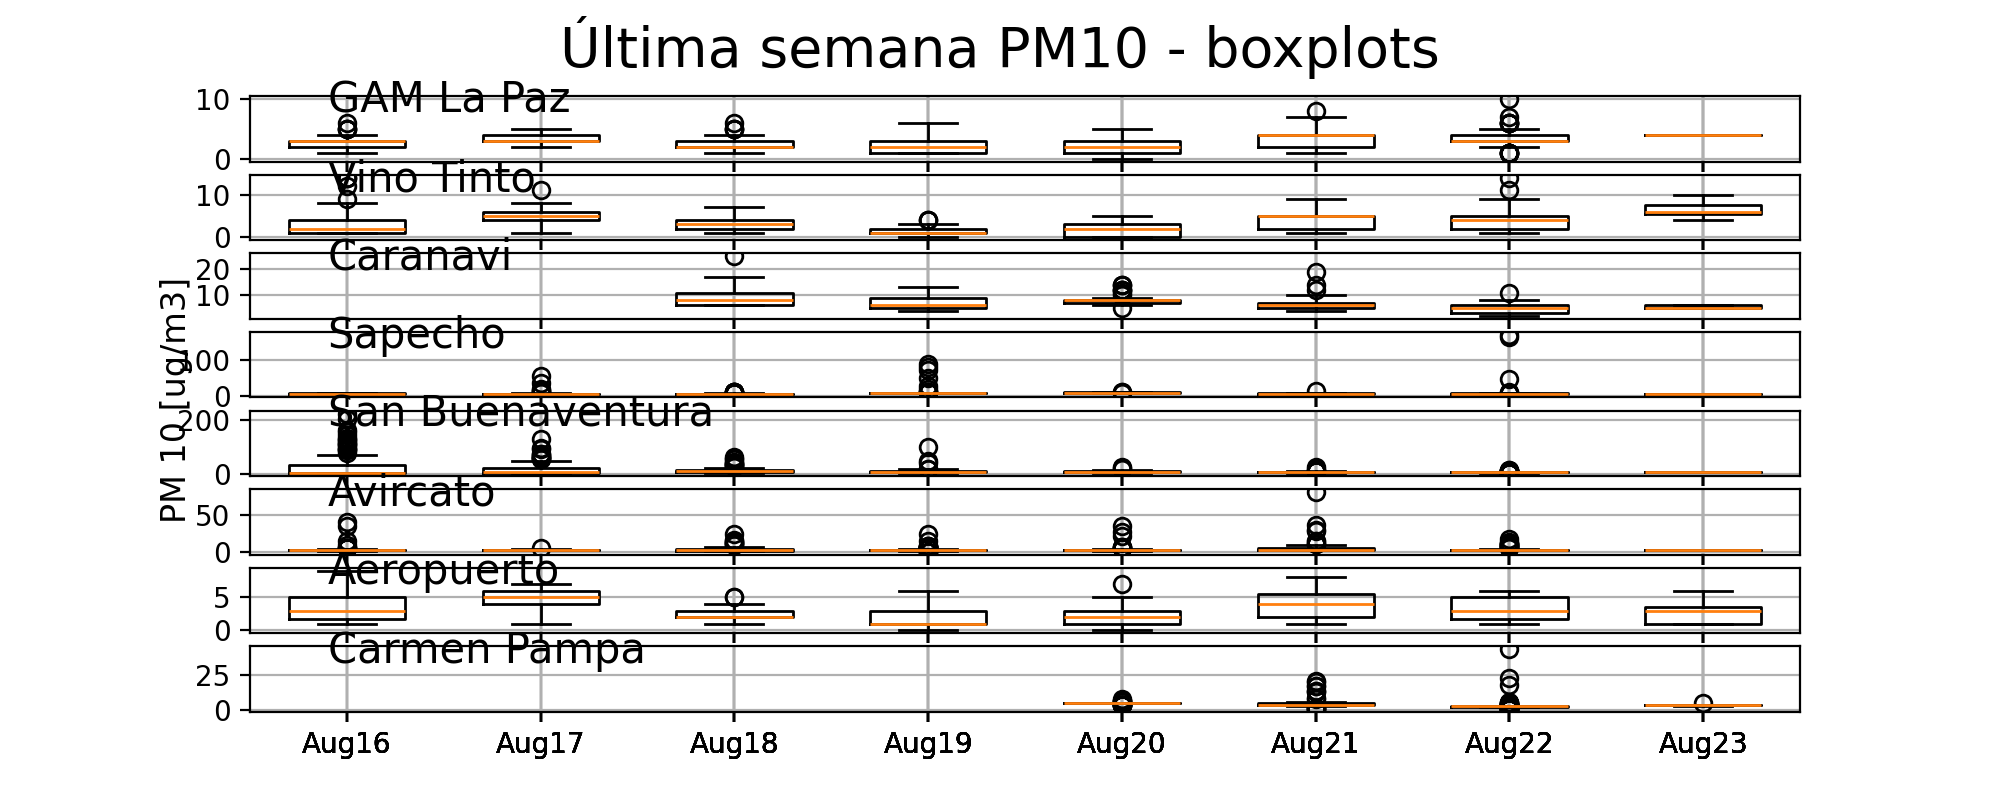 Última semana PM10 - boxplots
GAM La Paz
10
0
Vino Tinto
10
0
Caranavi
20
10
Sapecho
100
0
San Buenaventura
200
0
Avircato
50
0
Aeropuerto
5
0
Carmen Pampa
25
0
PM 10 [ug/m3]
Aug16 Aug17 Aug18 Aug19 Aug20 Aug21 Aug22 Aug23